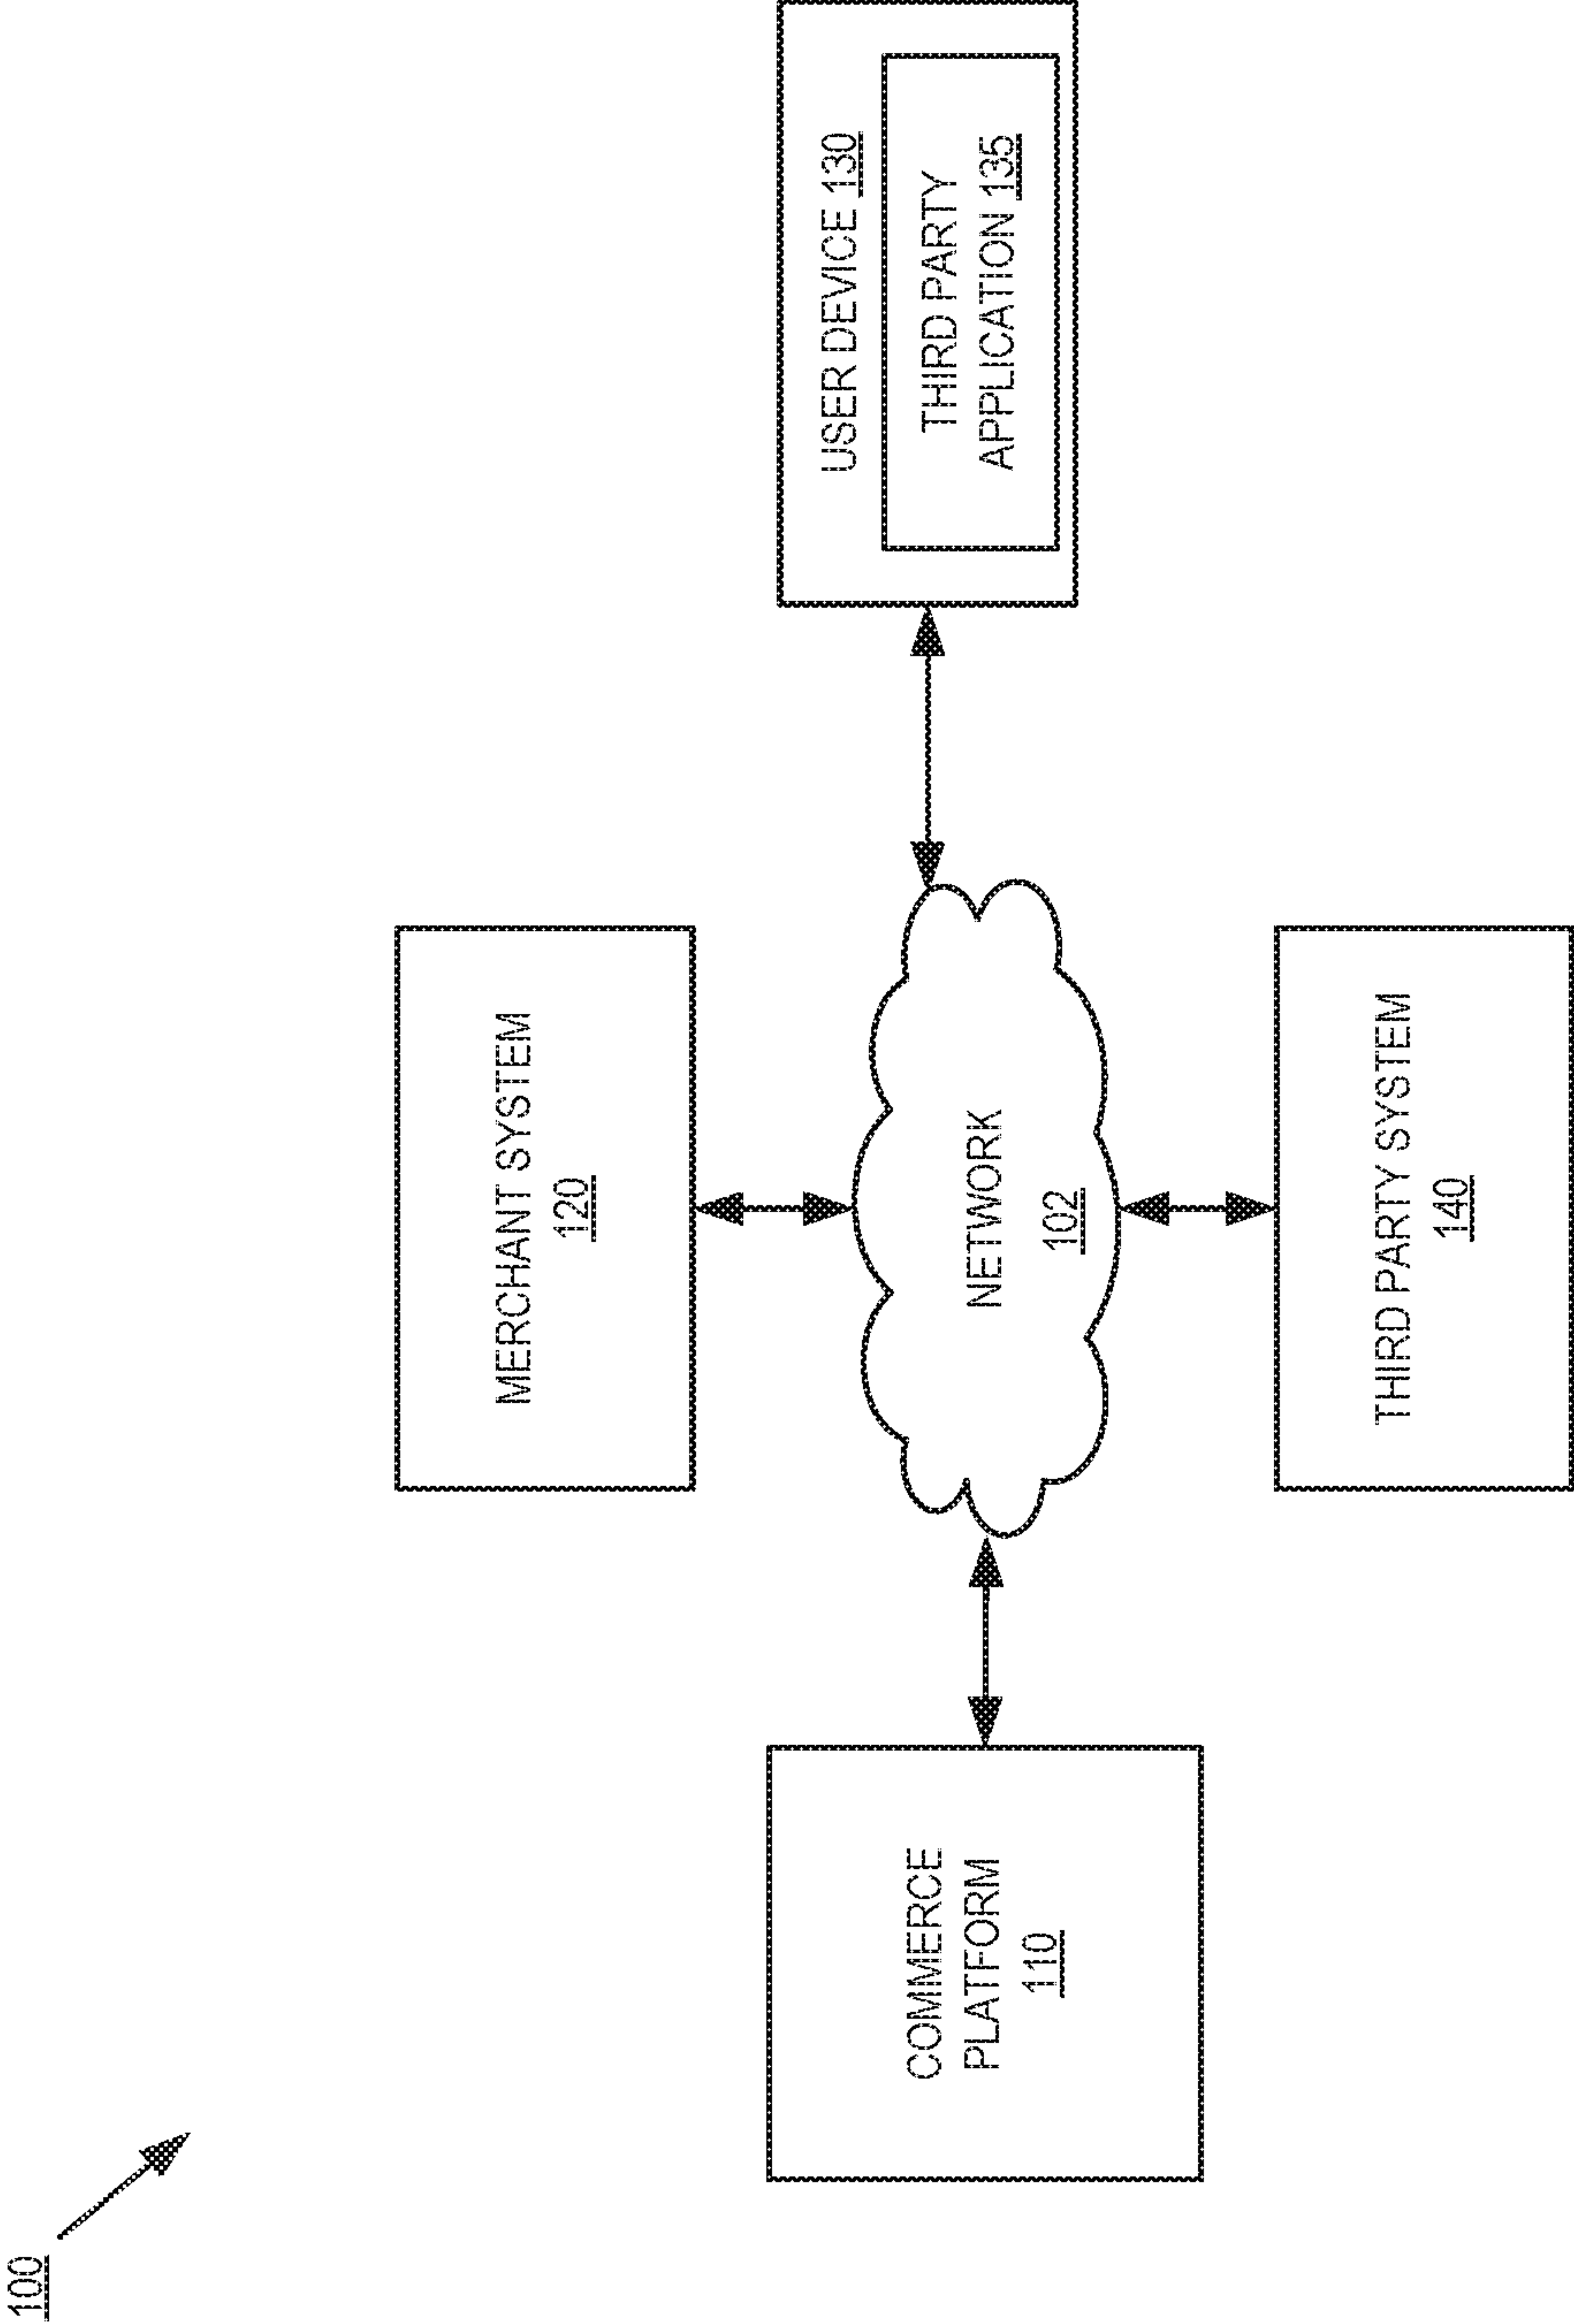 100
MERCHANT SYSTEM
120
COMMERCE
PLATFORM
110
NETWORK
102
USER DEVICE 130
THIRD PARTY
APPLICATION 135
THIRD PARTY SYSTEM
140